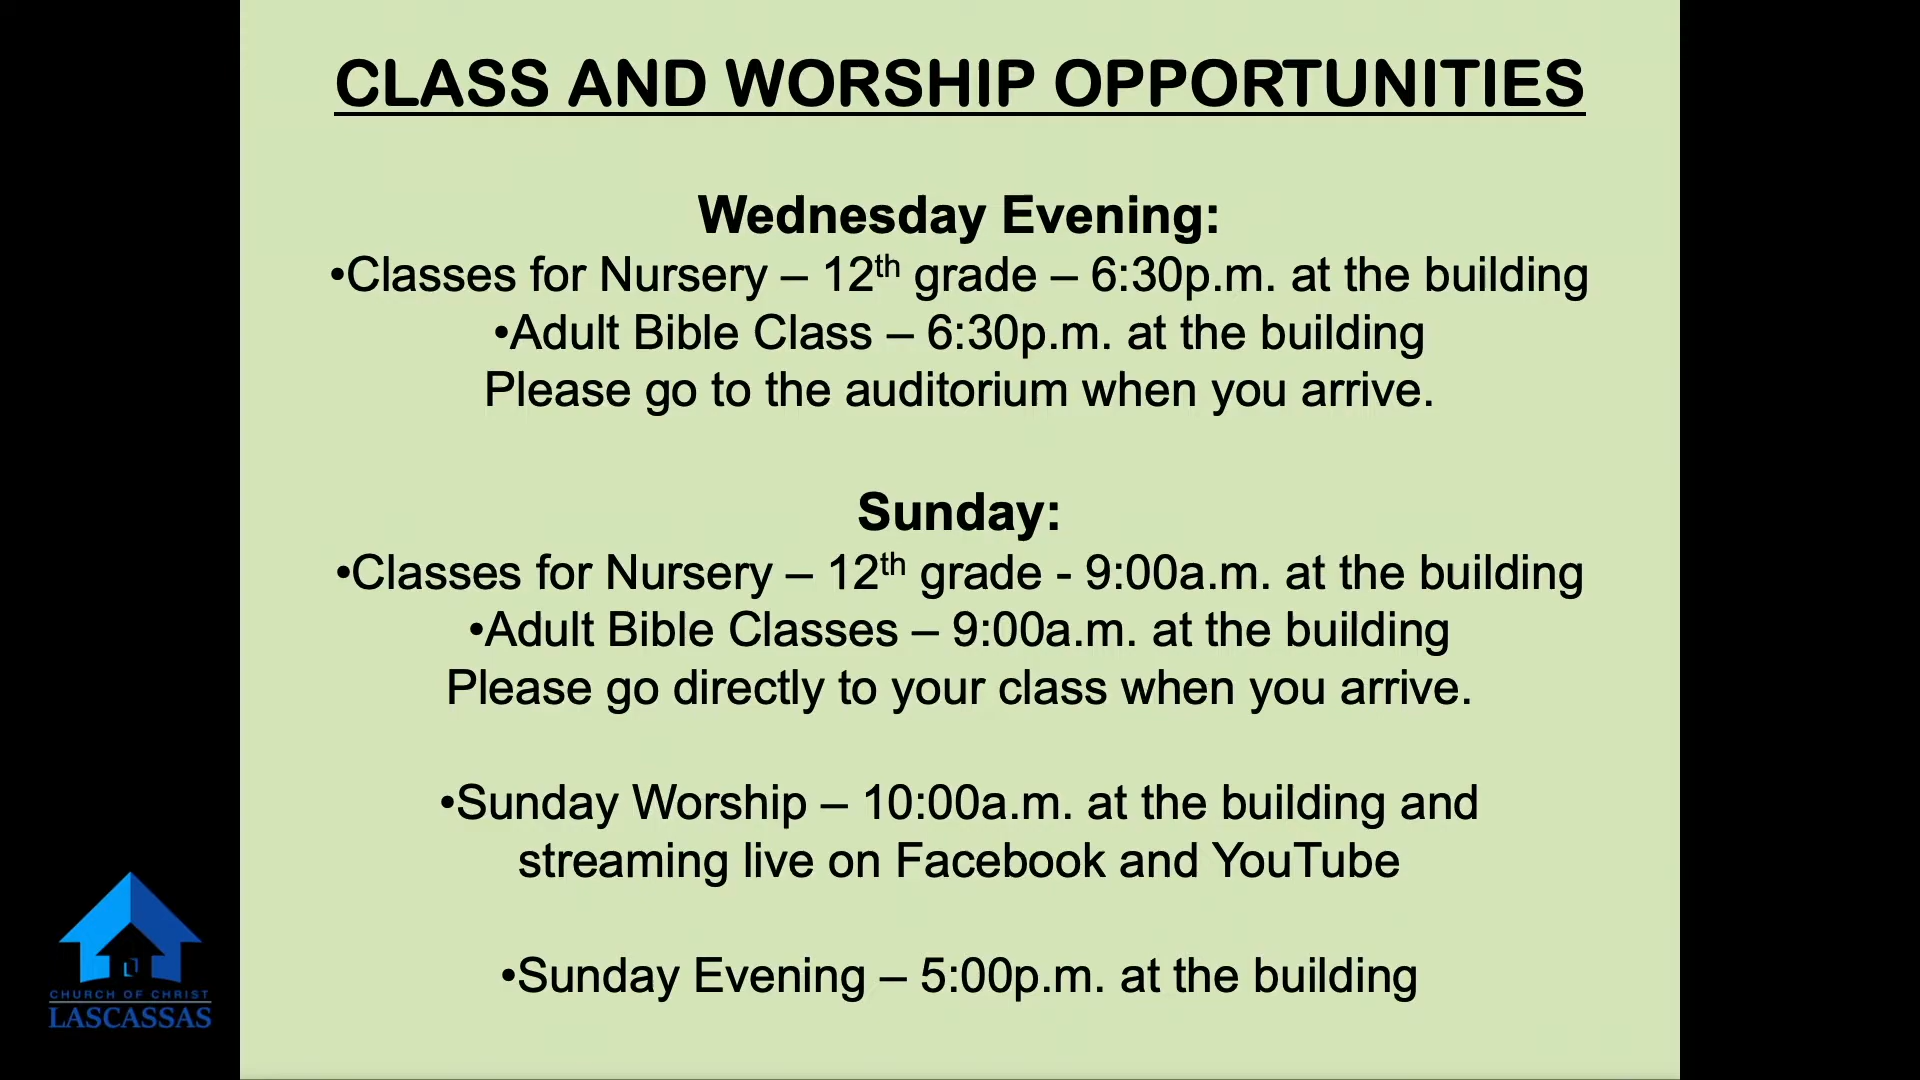 CLASS AND WORSHIP OPPORTUNITIES
Wednesday Evening:
•Classes for Nursery – 12th grade – 6:30p.m. at the building
•Adult Bible Class – 6:30p.m. at the building
Please go to the auditorium when you arrive.
Sunday:
•Classes for Nursery – 12th grade - 9:00a.m. at the building
•Adult Bible Classes – 9:00a.m. at the building
Please go directly to your class when you arrive.
•Sunday Worship – 10:00a.m. at the building and
streaming live on Facebook and YouTube
•Sunday Evening – 5:00p.m. at the building
CHURCH OF CHRIST
LASCASSAS